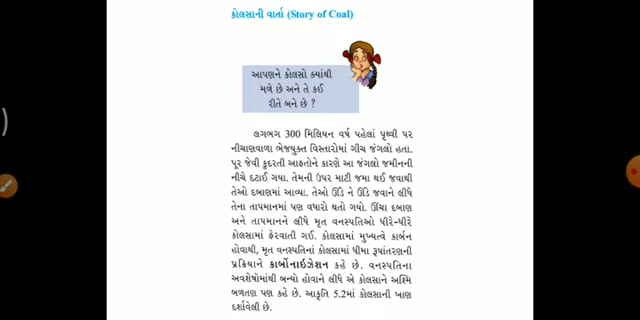 કોલસાની વાર્તા (Story of Coal)
આપણને કોલસો ક્યાંથી
મળે છે અને તે કઈ
રીતે બને છે ?
લગભગ 300 મિલિયન વર્ષ પહેલાં પૃથ્વી પર
નીચાણવાળા ભેજયુક્ત વિસ્તારોમાં ગીચ જંગલો હતા.
પૂર જેવી કુદરતી આફતોને કારણે આ જંગલો જમીનની
નીચે દટાઈ ગયા. તેમની ઉપર માટી જમા થઈ જવાથી
તેઓ દબાણમાં આવ્યા. તેઓ ઊંડે ને ઊંડે જવાને લીધે
તેના તાપમાનમાં પણ વધારો થતો ગયો. ઊંચા દબાણ
અને તાપમાનને લીધે મૃત વનસ્પતિઓ ધીરે-ધીરે
કોલસામાં ફેરવાતી ગઈ. કોલસામાં મુખ્યત્વે કાર્બન
હોવાથી, મૃત વનસ્પતિનાં કોલસામાં ધીમા રૂપાંતરણની
પ્રક્રિયાને કાર્બોનાઇઝેશન કહે છે. વનસ્પતિના
અવશેષોમાંથી બન્યો હોવાને લીધે એ કોલસાને અશ્મિ
બળતણ પણ કહે છે. આકૃતિ 5.2માં કોલસાની ખાણ
દર્શાવેલી છે.